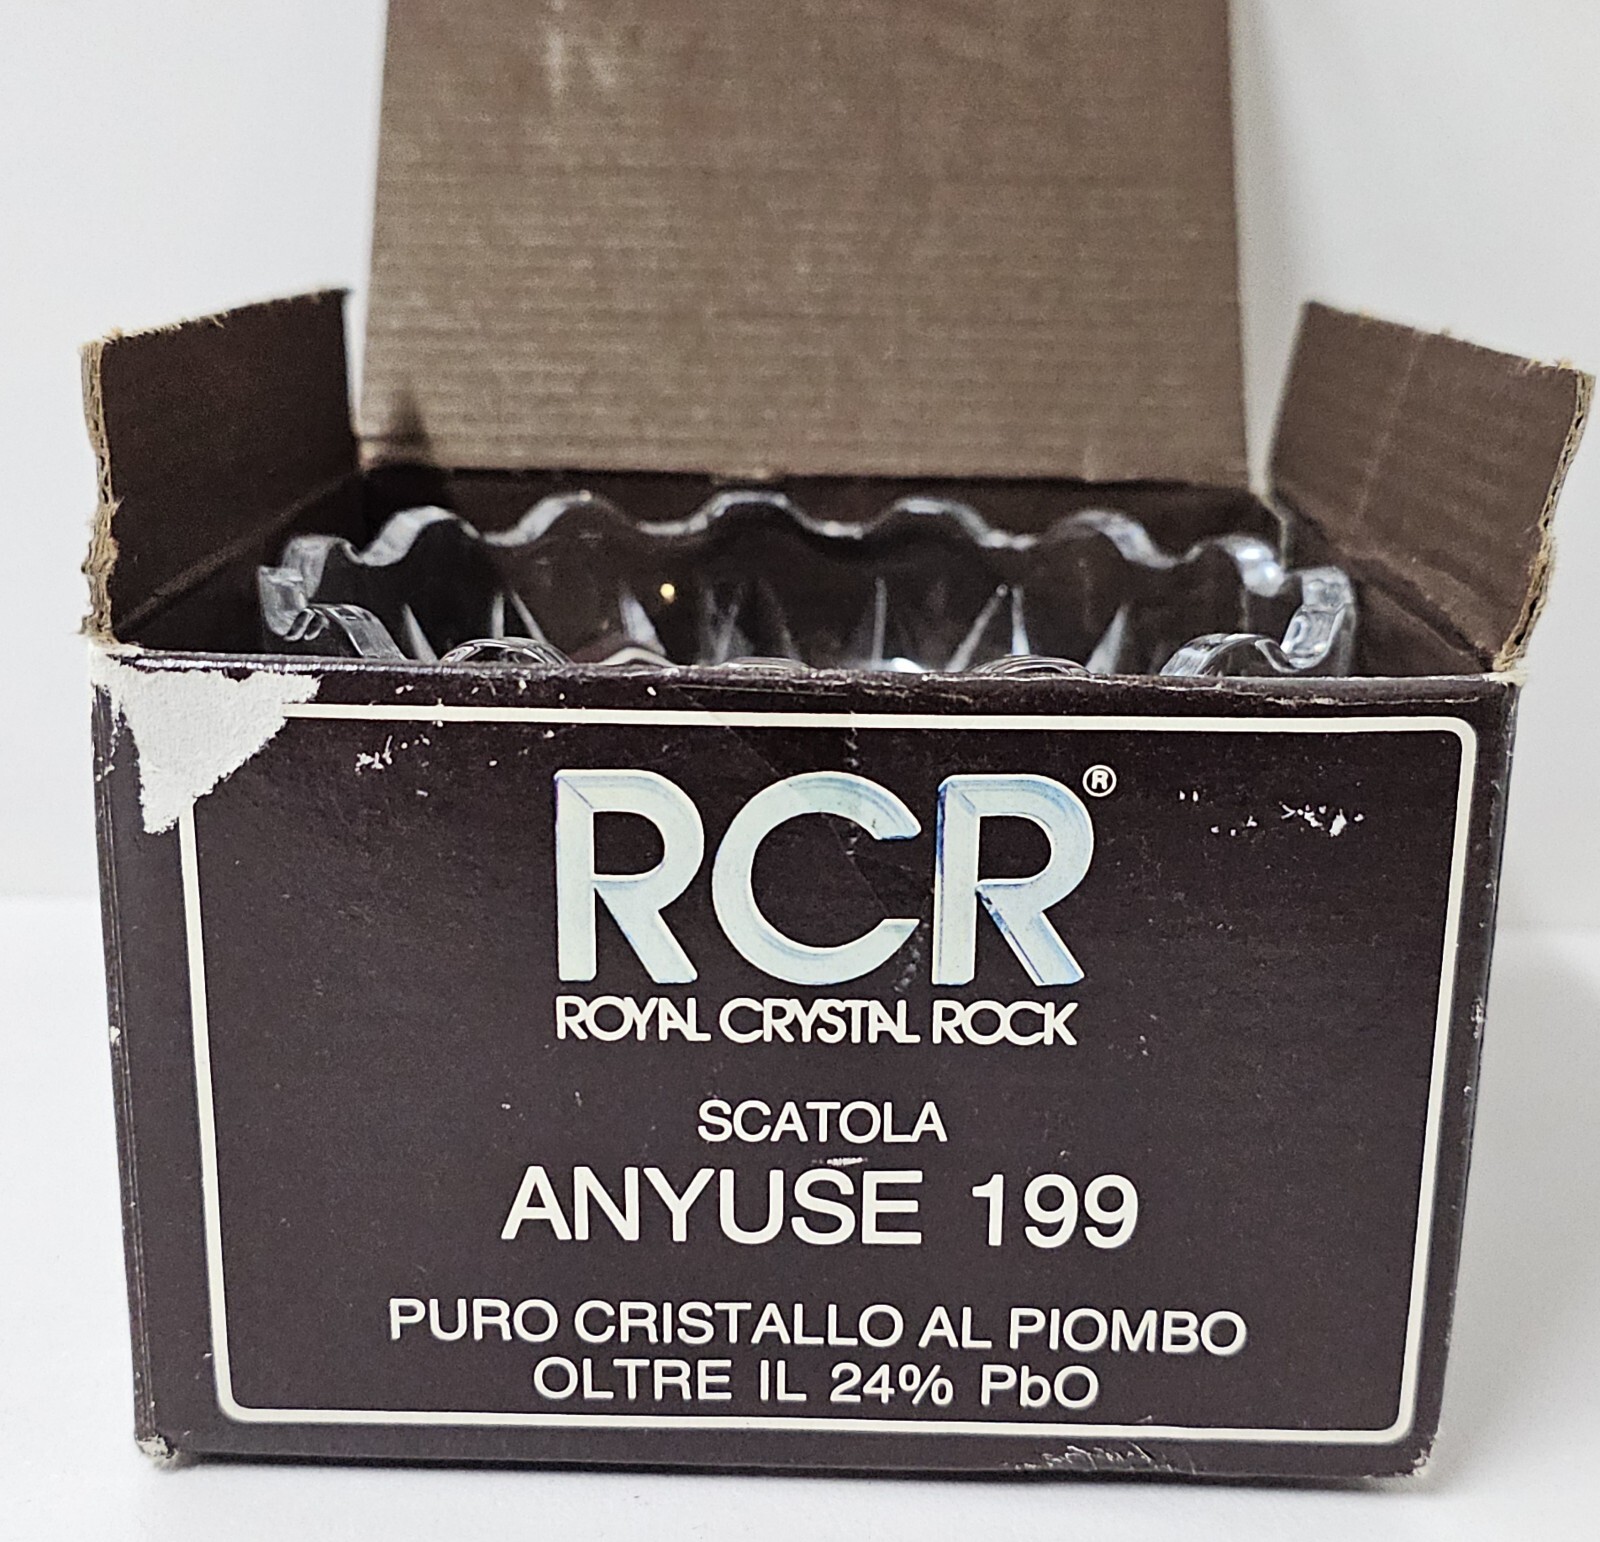 RCR®
ROYAL CRYSTAL ROCK
SCATOLA
ANYUSE 199
PURO CRISTALLO AL PIOMBO
OLTRE IL 24% PbO